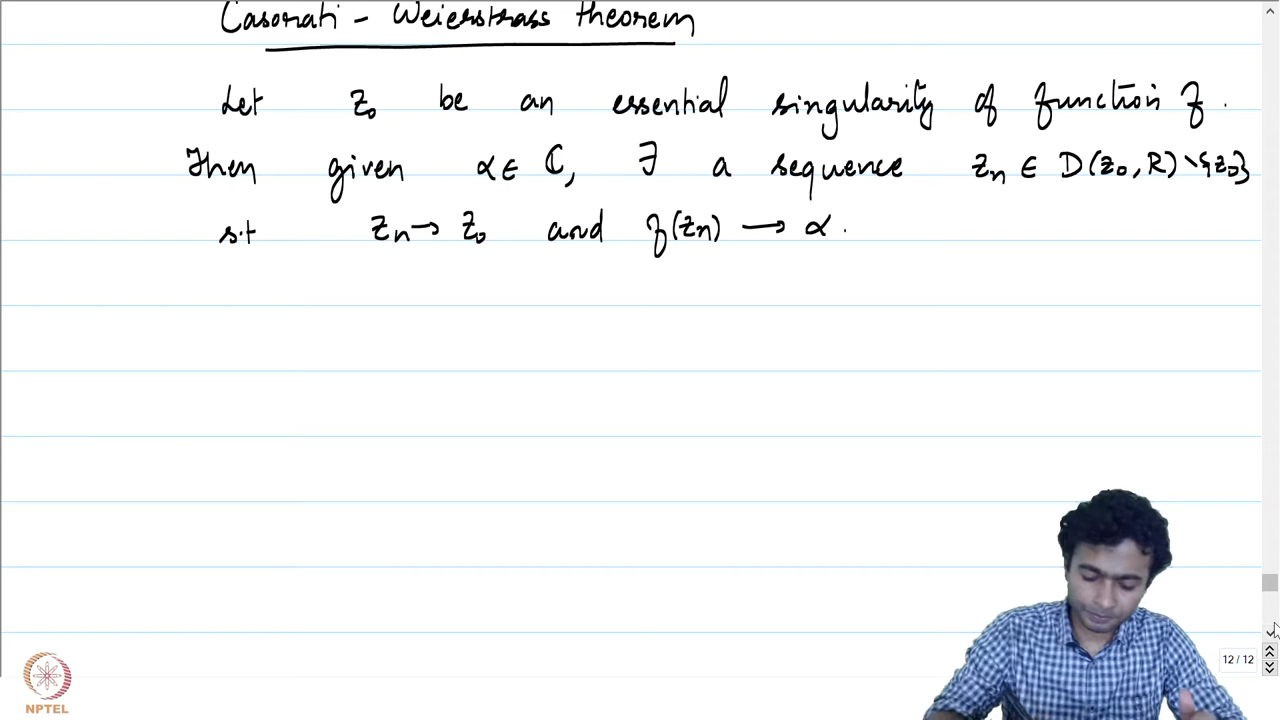 Casorati - Weierstrass theorem
Let z₀ be an essential singularity of function f.
Then given α ∈ ℂ, ∃ a sequence zₙ ∈ D(z₀, R) \ {z₀}
s.t zₙ → z₀ and f(zₙ) → α.
12 / 12
NPTEL